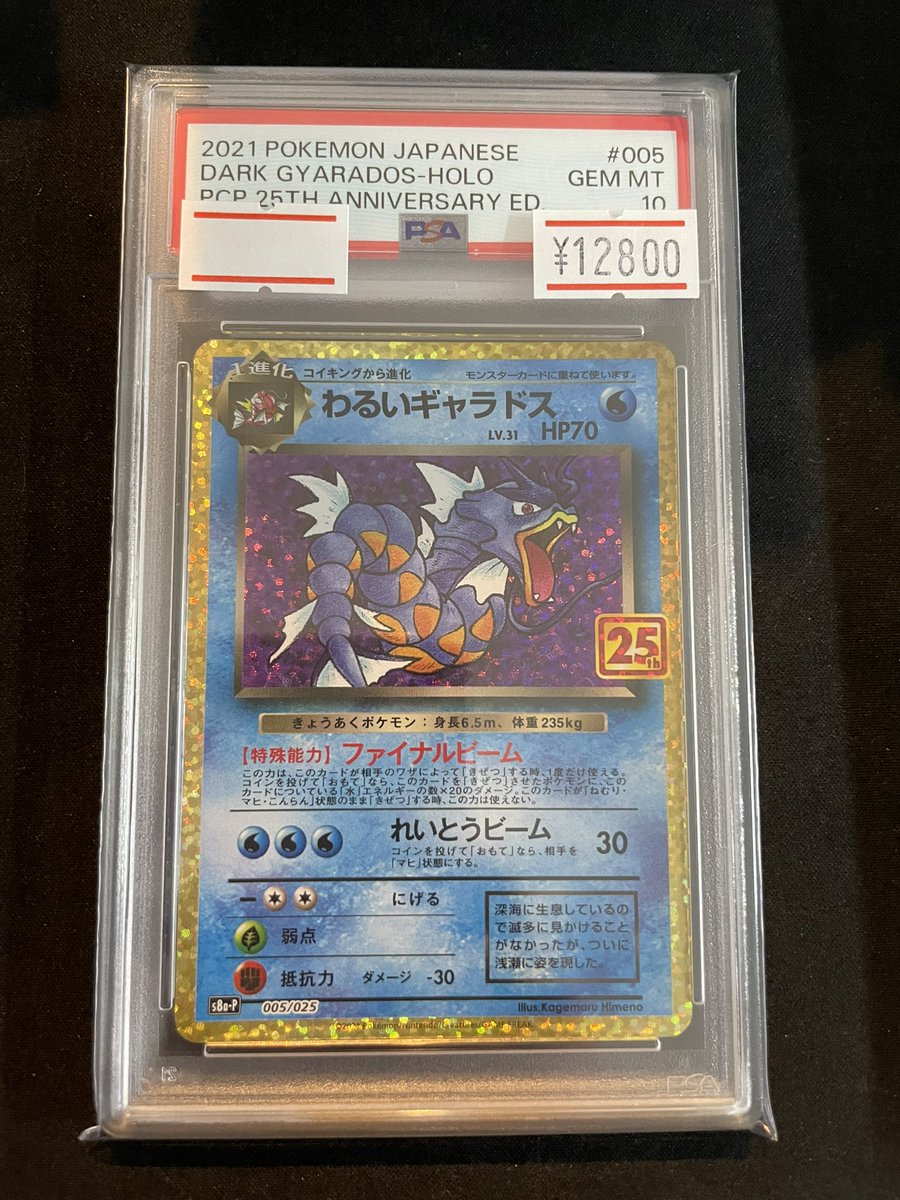 2021 POKEMON JAPANESE #005
DARK GYARADOS-HOLO GEM MT
PCP 25TH ANNIVERSARY ED. 10
PSA
¥12800
1進化 コイキングから進化 モンスターカードに重ねて使います。
わるいギャラドス
LV.31 HP70
25th
きょうあくポケモン：身長6.5m、体重235kg
【特殊能力】ファイナルビーム
この力は、このカードが相手のワザによって「きぜつ」する時、1度だけ使える。
コインを投げて「おもて」なら、このカードを「きぜつ」させたポケモンに、この
カードについている「水」エネルギーの数×20のダメージ。このカードが「ねむり・
マヒ・こんらん」状態のまま「きぜつ」する時、この力は使えない。
れいとうビーム 30
コインを投げて「おもて」なら、相手を
「マヒ」状態にする。
にげる
弱点
抵抗力 ダメージ -30
深海に生息しているの
で滅多に見かけること
がなかったが、ついに
浅瀬に姿を現した。
s8a-P 005/025 Illus.Kagemaru Himeno
Pokémon/Nintendo/Creatures/GAME FREAK
PSA